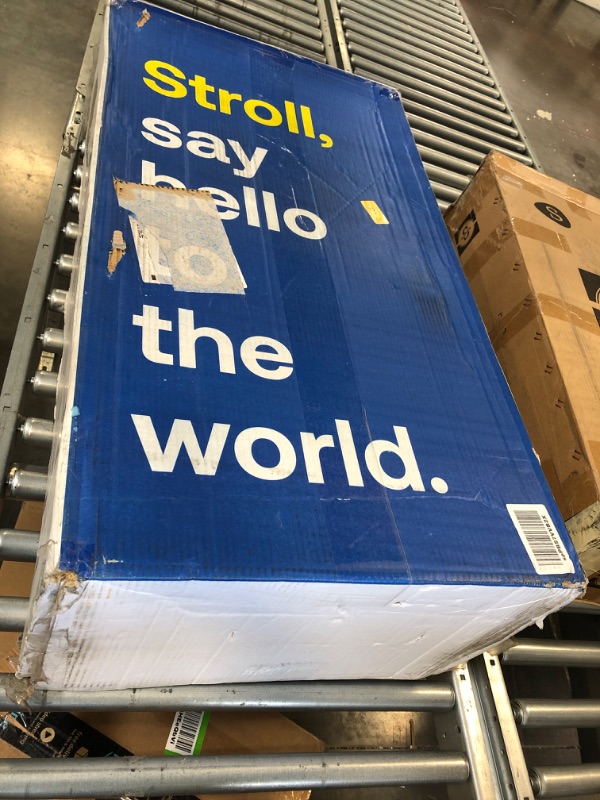 Stroll,
say
hello
to
the
world.